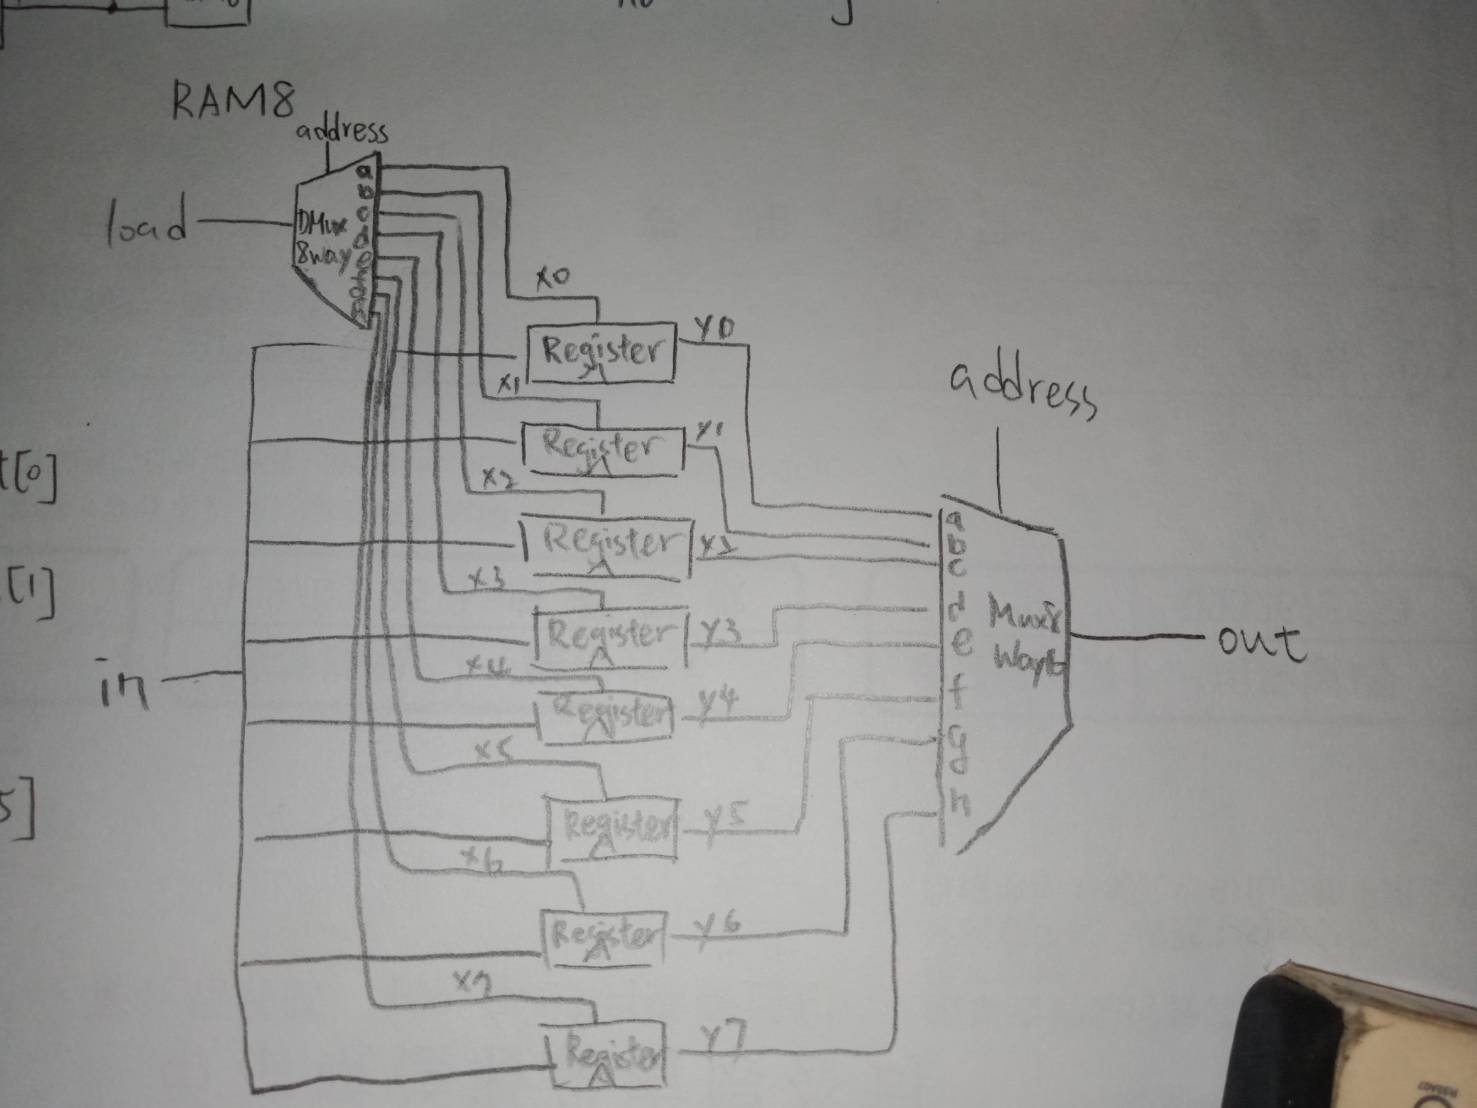 RAM8
address
load
DMux
8way
a
b
c
d
e
f
g
h
x0
Register
y0
x1
Register
y1
x2
Register
y2
x3
Register
y3
x4
Register
y4
x5
Register
y5
x6
Register
y6
x7
Register
y7
in
address
a
b
c
d
e
f
g
h
Mux8
Way16
out
t[0]
[1]
5]